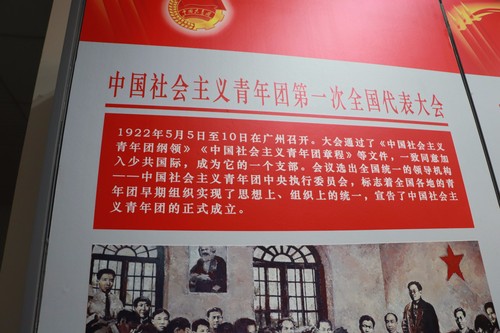 中国社会主义青年团第一次全国代表大会
1922年5月5日至10日在广州召开。大会通过了《中国社会主义
青年团纲领》《中国社会主义青年团章程》等文件，一致同意加
入少共国际，成为它的一个支部。会议选出全国统一的领导机构
——中国社会主义青年团中央执行委员会，标志着全国各地的青
年团早期组织实现了思想上、组织上的统一，宣告了中国社会主
义青年团的正式成立。